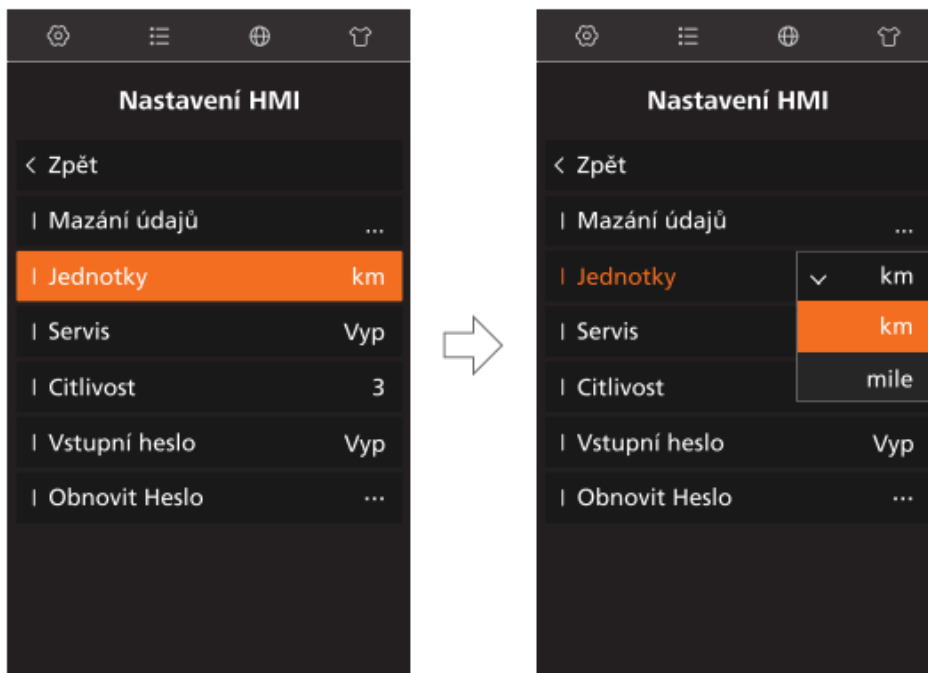 Nastavení HMI
< Zpět
Mazání údajů ...
Jednotky km
Servis Vyp
Citlivost 3
Vstupní heslo Vyp
Obnovit Heslo ...
Nastavení HMI
< Zpět
Mazání údajů ...
Jednotky km
km
Servis
mile
Citlivost
Vstupní heslo Vyp
Obnovit Heslo ...